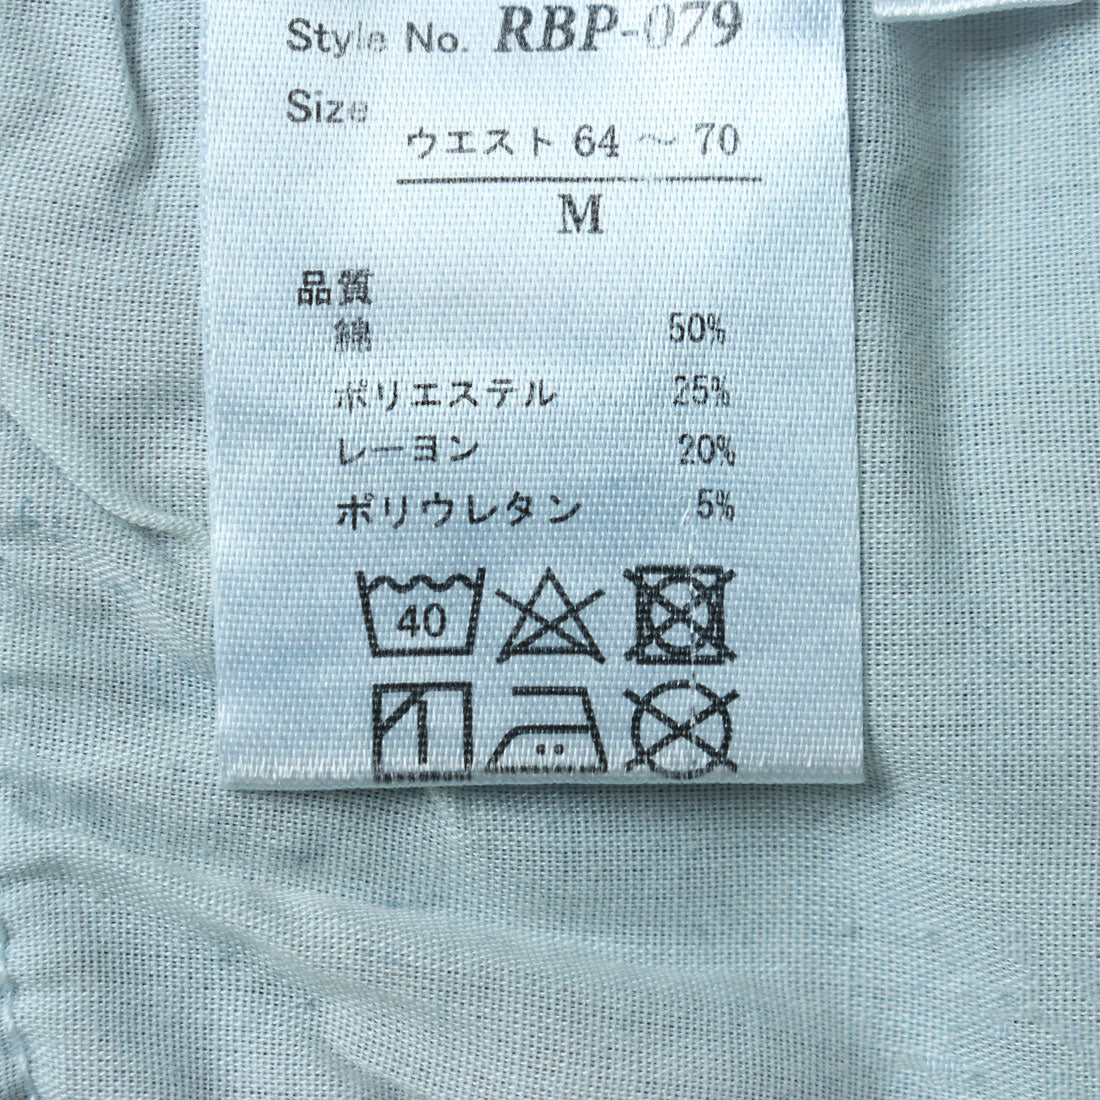 Style No. RBP-079
Size
ウエスト 64 ～ 70
M
品質
綿 50%
ポリエステル 25%
レーヨン 20%
ポリウレタン 5%
40